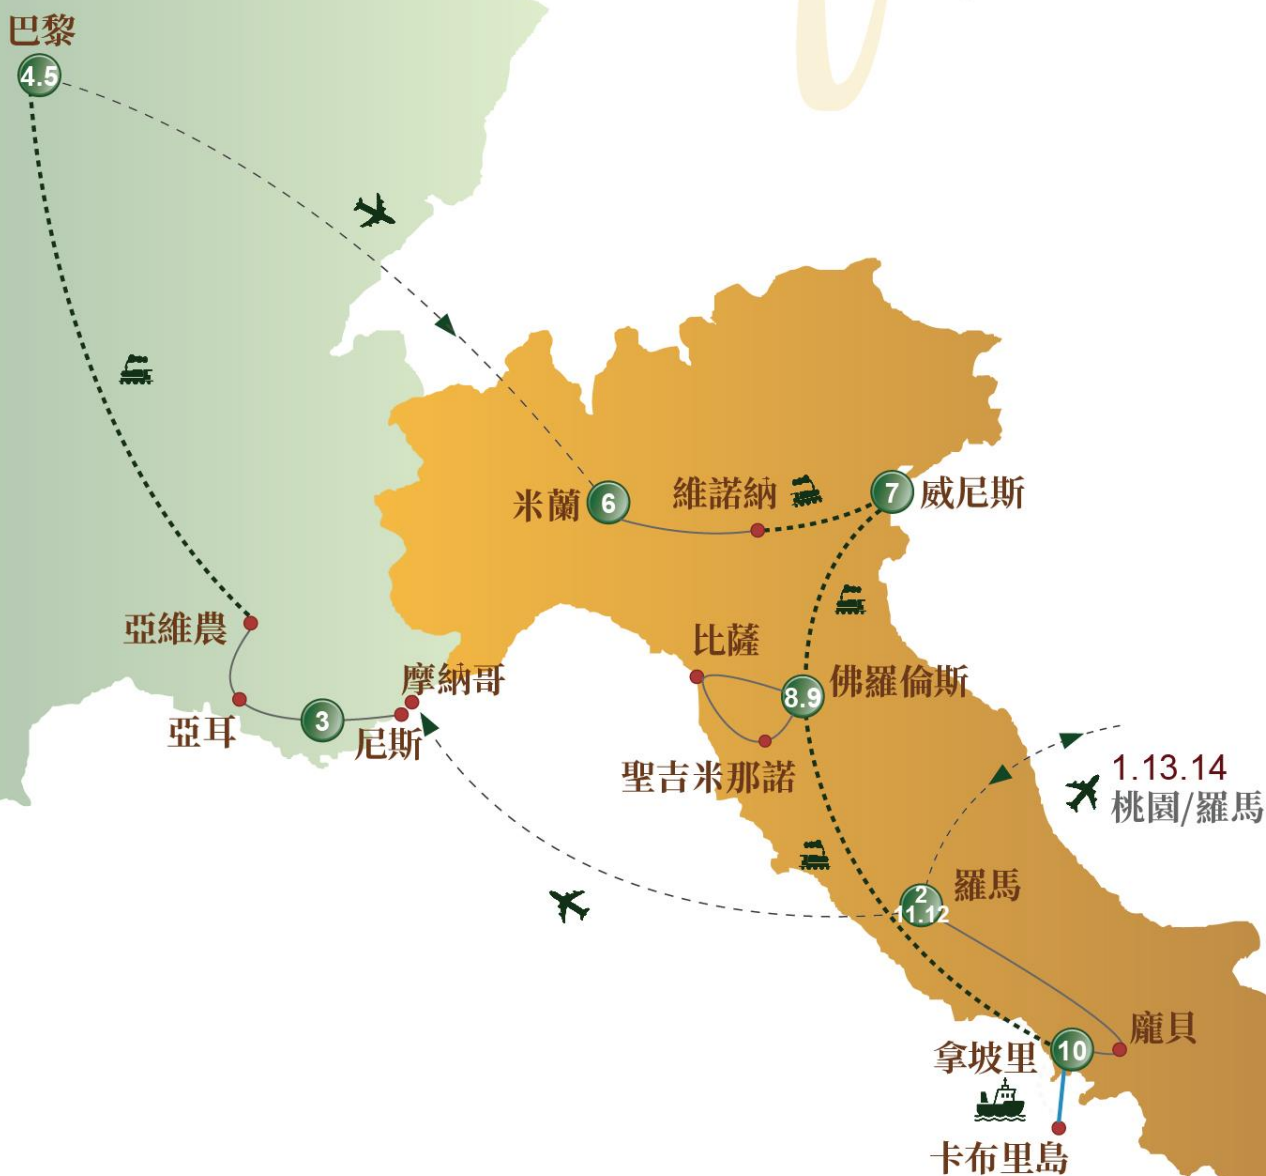 巴黎
4.5
米蘭
6
維諾納
7
威尼斯
亞維農
比薩
摩納哥
8.9
佛羅倫斯
亞耳
3
尼斯
聖吉米那諾
1.13.14
桃園/羅馬
2
11.12
羅馬
拿坡里
10
龐貝
卡布里島